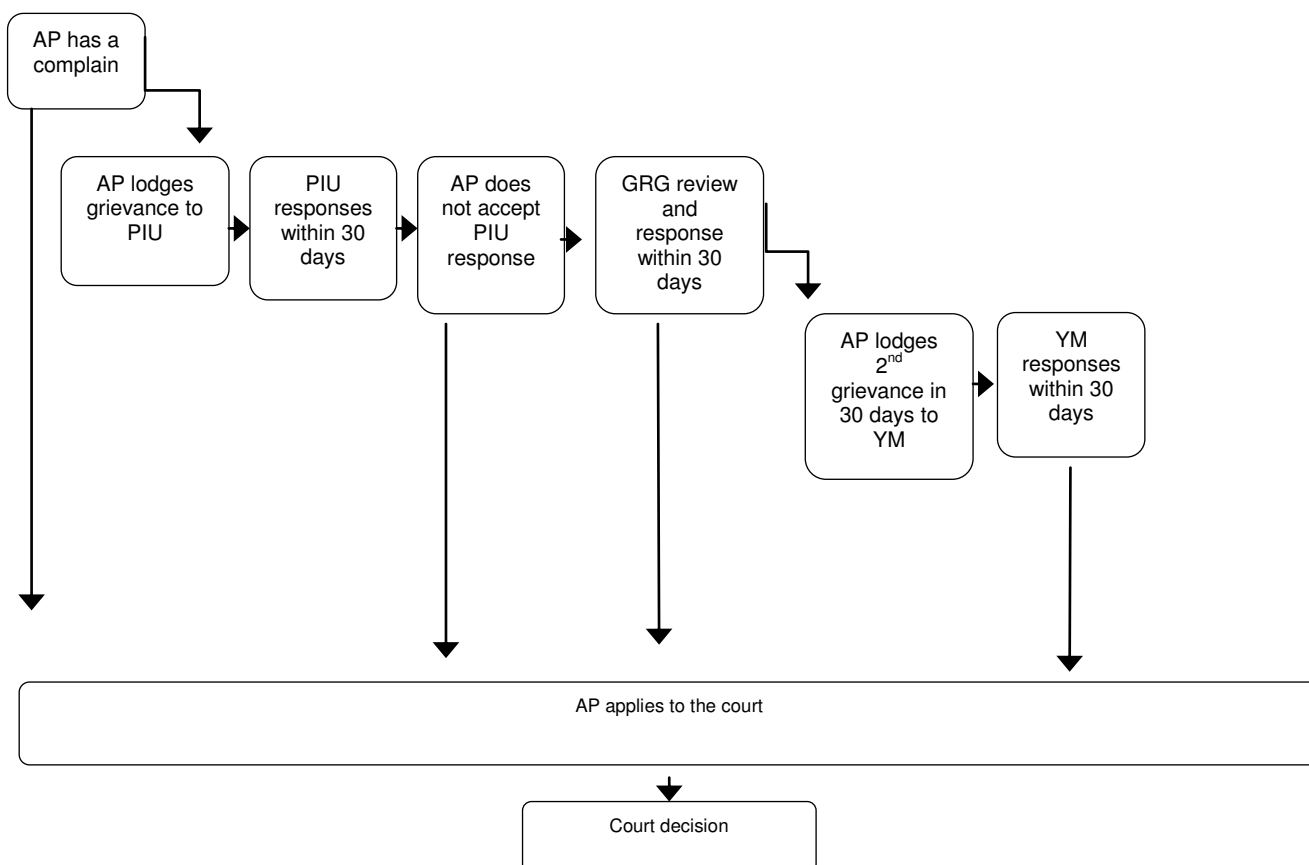 AP has a
complain
AP lodges
grievance to
PIU
PIU
responses
within 30
days
AP does
not accept
PIU
response
GRG review
and
response
within 30
days
AP lodges
2nd
grievance in
30 days to
YM
YM
responses
within 30
days
AP applies to the court
Court decision